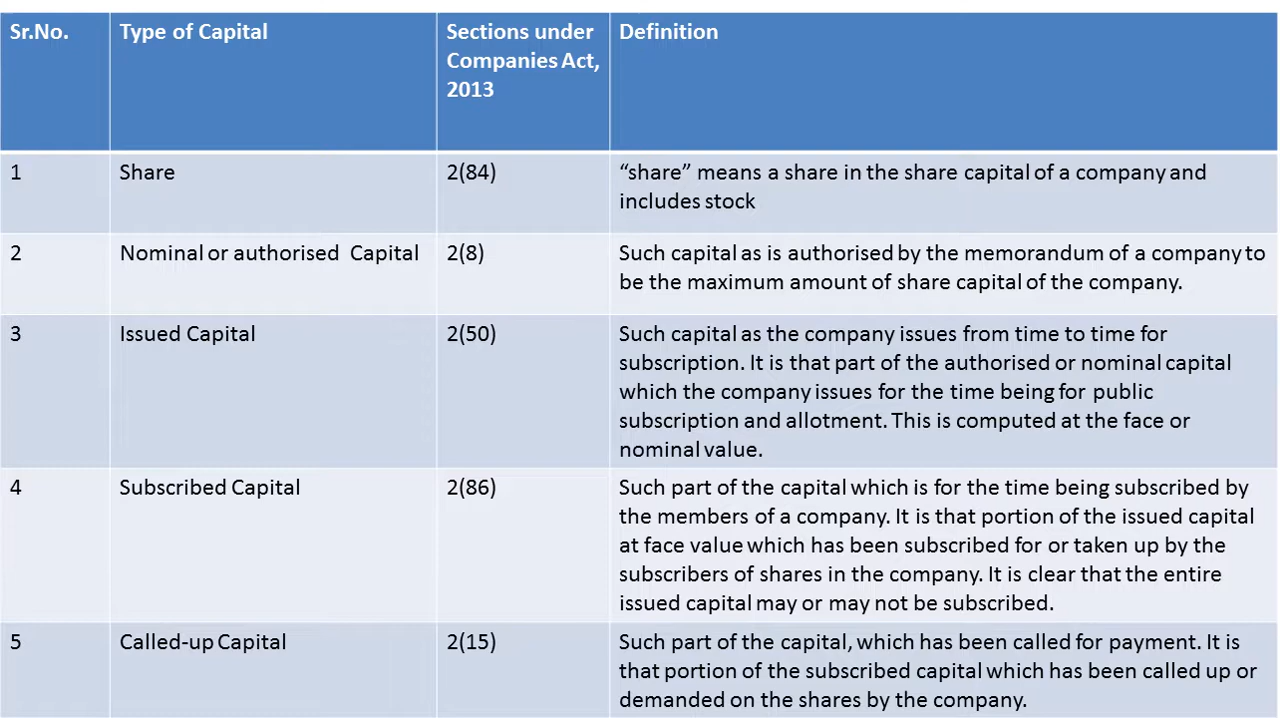 Sr.No. Type of Capital Sections under Companies Act, 2013 Definition
1 Share 2(84) “share” means a share in the share capital of a company and
includes stock
2 Nominal or authorised Capital 2(8) Such capital as is authorised by the memorandum of a company to
be the maximum amount of share capital of the company.
3 Issued Capital 2(50) Such capital as the company issues from time to time for
subscription. It is that part of the authorised or nominal capital
which the company issues for the time being for public
subscription and allotment. This is computed at the face or
nominal value.
4 Subscribed Capital 2(86) Such part of the capital which is for the time being subscribed by
the members of a company. It is that portion of the issued capital
at face value which has been subscribed for or taken up by the
subscribers of shares in the company. It is clear that the entire
issued capital may or may not be subscribed.
5 Called-up Capital 2(15) Such part of the capital, which has been called for payment. It is
that portion of the subscribed capital which has been called up or
demanded on the shares by the company.